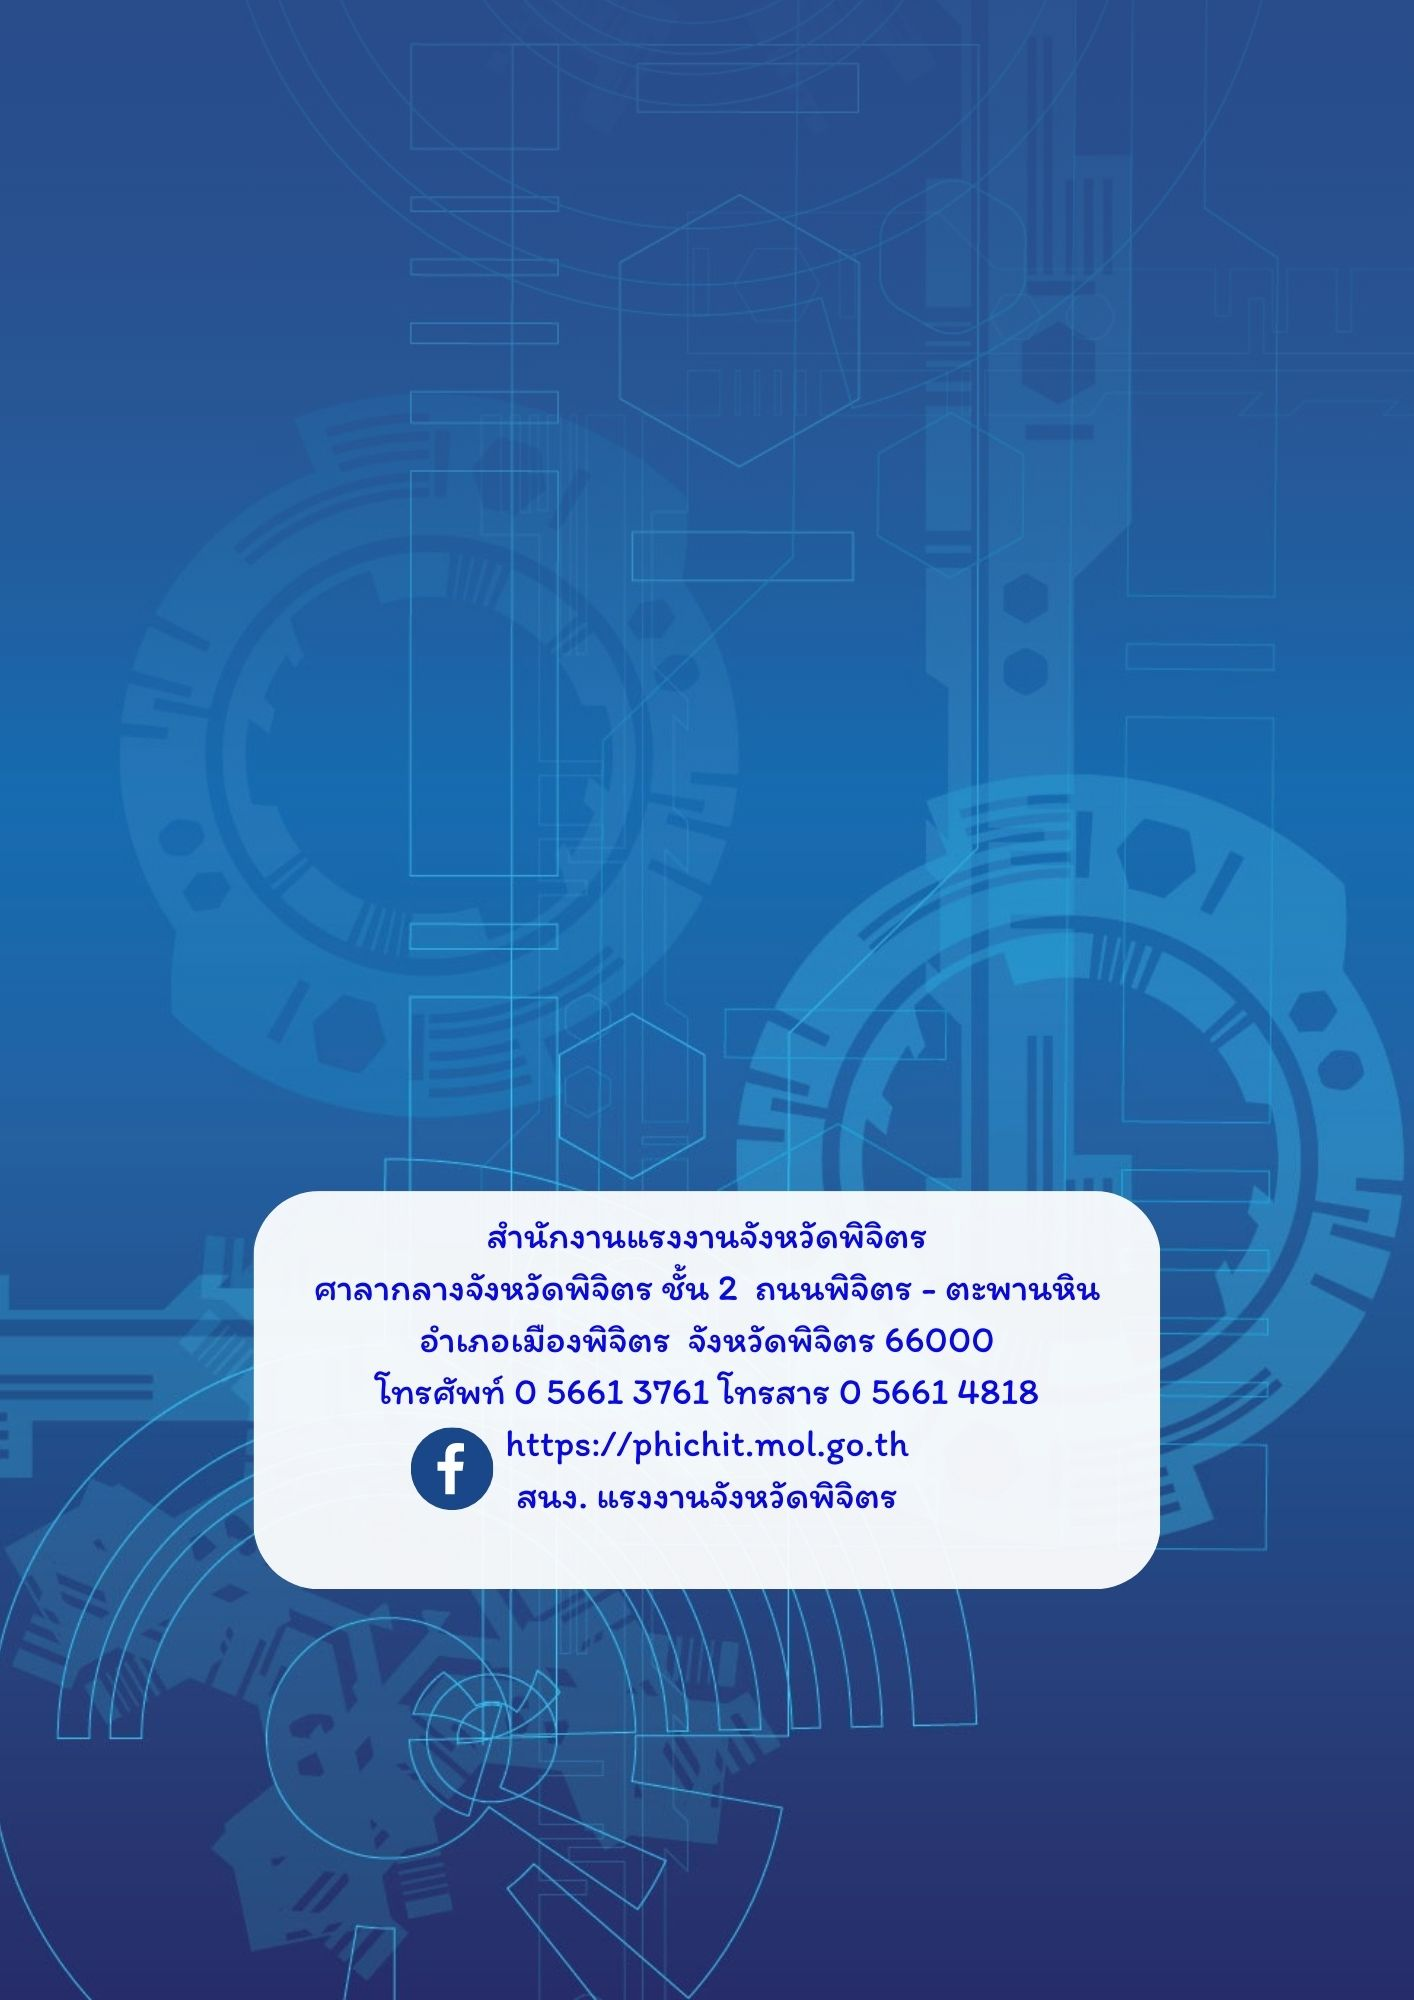 สำนักงานแรงงานจังหวัดพิจิตร
ศาลากลางจังหวัดพิจิตร ชั้น 2 ถนนพิจิตร - ตะพานหิน
อำเภอเมืองพิจิตร จังหวัดพิจิตร 66000
โทรศัพท์ 0 5661 3761 โทรสาร 0 5661 4818
https://phichit.mol.go.th
สนง. แรงงานจังหวัดพิจิตร